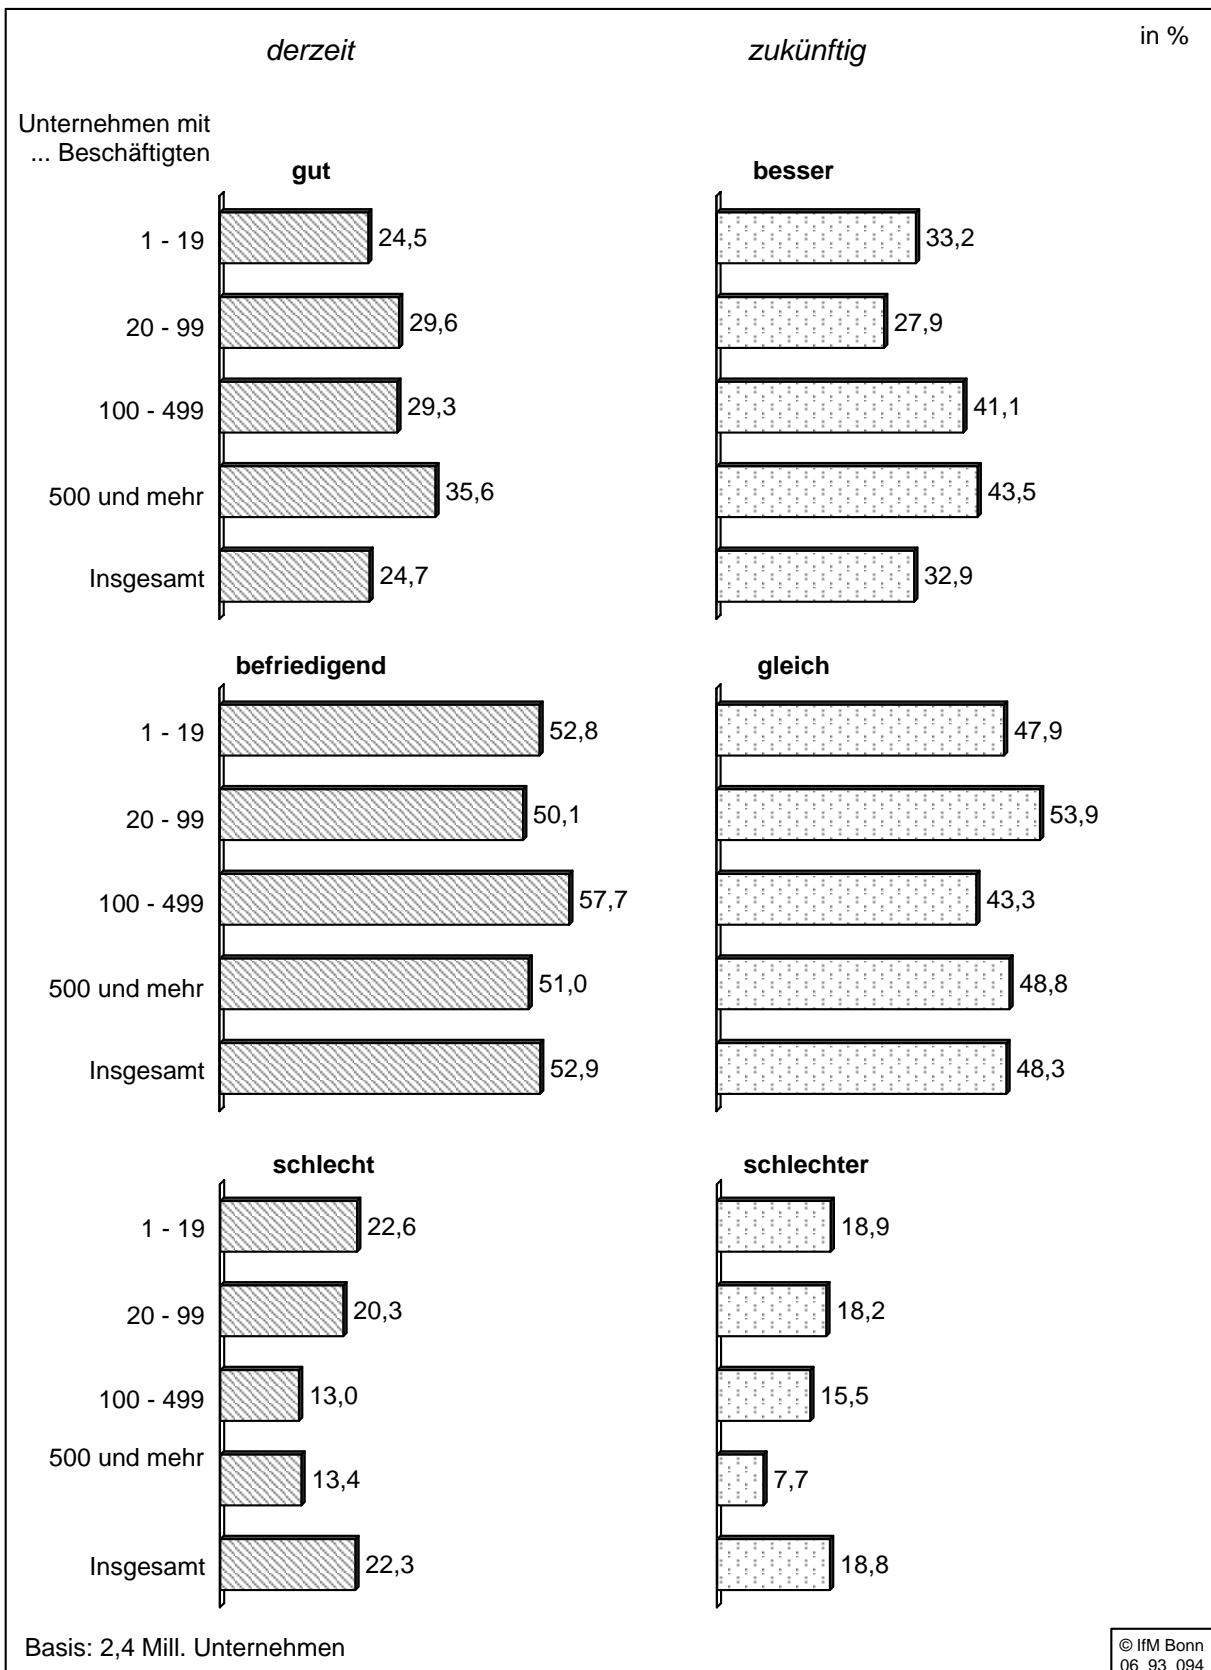 derzeit
zukünftig
in %
Unternehmen mit
... Beschäftigten
gut
besser
1 - 19
24,5
33,2
20 - 99
29,6
27,9
100 - 499
29,3
41,1
500 und mehr
35,6
43,5
Insgesamt
24,7
32,9
befriedigend
gleich
1 - 19
52,8
47,9
20 - 99
50,1
53,9
100 - 499
57,7
43,3
500 und mehr
51,0
48,8
Insgesamt
52,9
48,3
schlecht
schlechter
1 - 19
22,6
18,9
20 - 99
20,3
18,2
100 - 499
13,0
15,5
500 und mehr
13,4
7,7
Insgesamt
22,3
18,8
Basis: 2,4 Mill. Unternehmen
© IfM Bonn
06 93 094